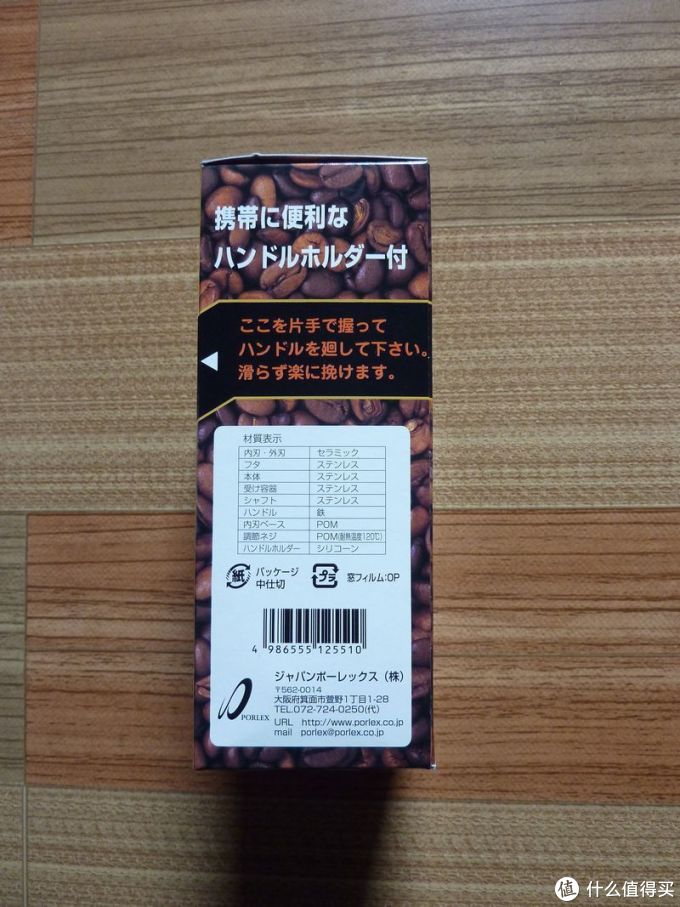 携帯に便利な
ハンドルホルダー付
ここを片手で握って
ハンドルを廻して下さい。
滑らず楽に挽けます。
材質表示
内刃・外刃 セラミック
フタ ステンレス
本体 ステンレス
受け容器 ステンレス
シャフト ステンレス
ハンドル 鉄
内刃ベース POM
調節ネジ POM(耐熱温度120℃)
ハンドルホルダー シリコーン
紙 パッケージ
中仕切
プラ 窓フィルム:OP
4 986555 125510
ジャパンポーレックス（株）
〒562-0014
大阪府箕面市萱野1丁目1-28
TEL.072-724-0250(代)
URL http://www.porlex.co.jp
mail porlex@porlex.co.jp
PORLEX
值 什么值得买